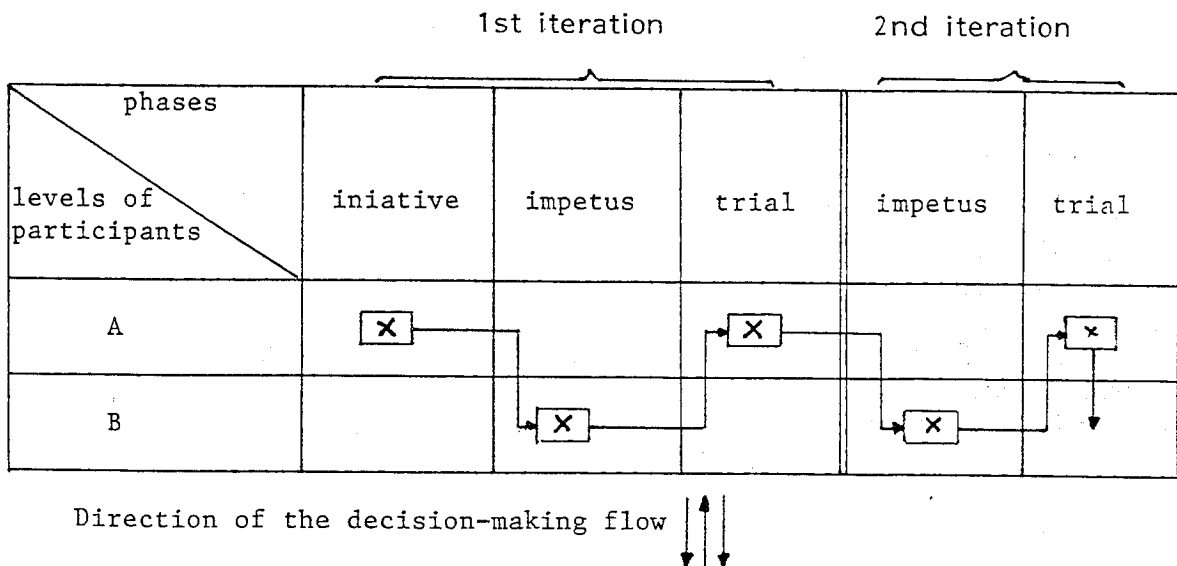 1st iteration
2nd iteration
phases
levels of
participants
iniative
impetus
trial
impetus
trial
A
B
Direction of the decision-making flow